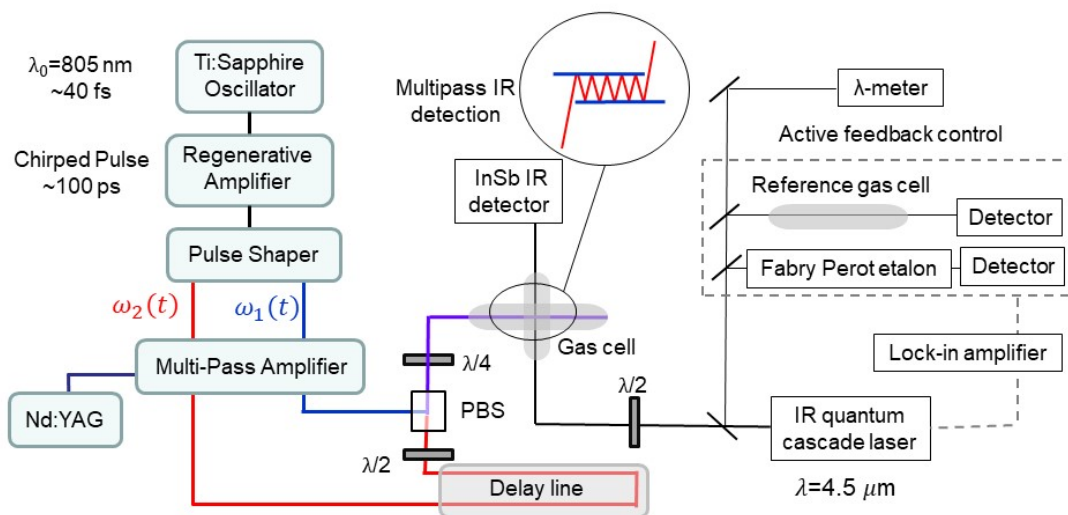 λ₀=805 nm
~40 fs
Ti:Sapphire
Oscillator
Chirped Pulse
~100 ps
Regenerative
Amplifier
Pulse Shaper
ω₂(t)
ω₁(t)
Multi-Pass Amplifier
Nd:YAG
Multipass IR
detection
InSb IR
detector
Gas cell
λ/4
PBS
λ/2
Delay line
λ/2
λ-meter
Active feedback control
Reference gas cell
Detector
Fabry Perot etalon
Detector
Lock-in amplifier
IR quantum
cascade laser
λ=4.5 μm